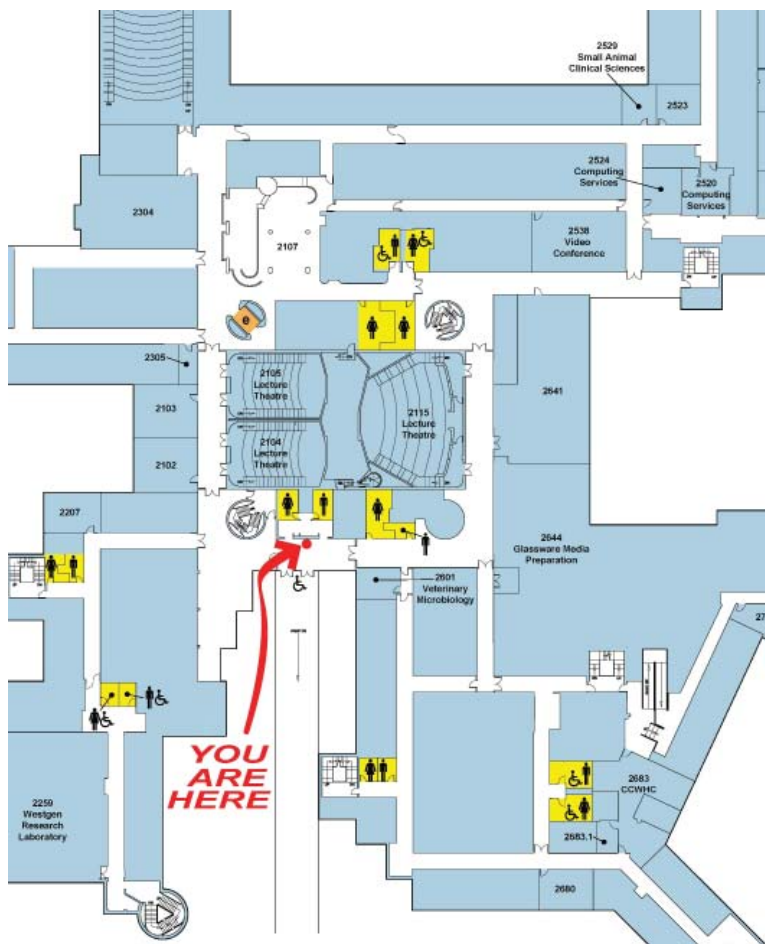 2529
Small Animal
Clinical Sciences
2523
2524
Computing
Services
2520
Computing
Services
2304
2107
2538
Video
Conference
e
2305
2105
Lecture
Theatre
2103
2115
Lecture
Theatre
2641
2104
Lecture
Theatre
2102
2207
2644
Glassware Media
Preparation
2601
Veterinary
Microbiology
YOU
ARE
HERE
2683
CCWHC
2259
Westgen
Research
Laboratory
2683.1
2680